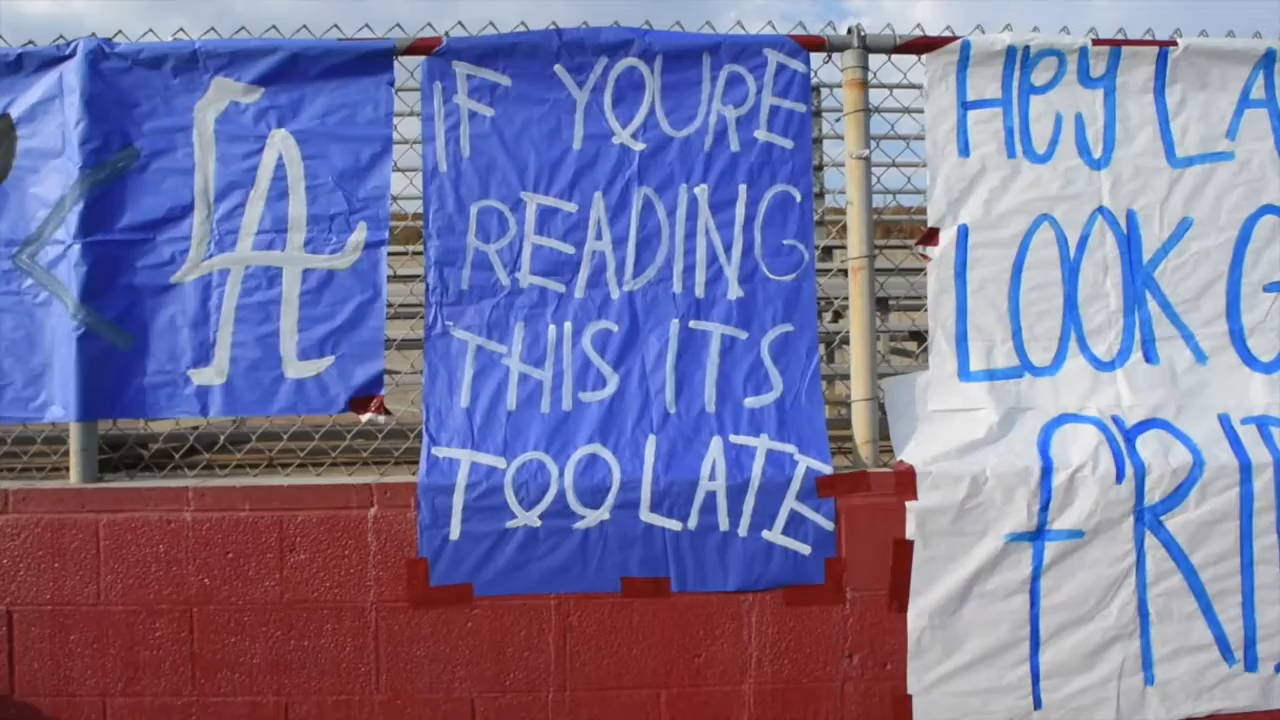 < LA
IF YOURE
READING
THIS ITS
TOO LATE
Hey LA
LOOK G
fRI